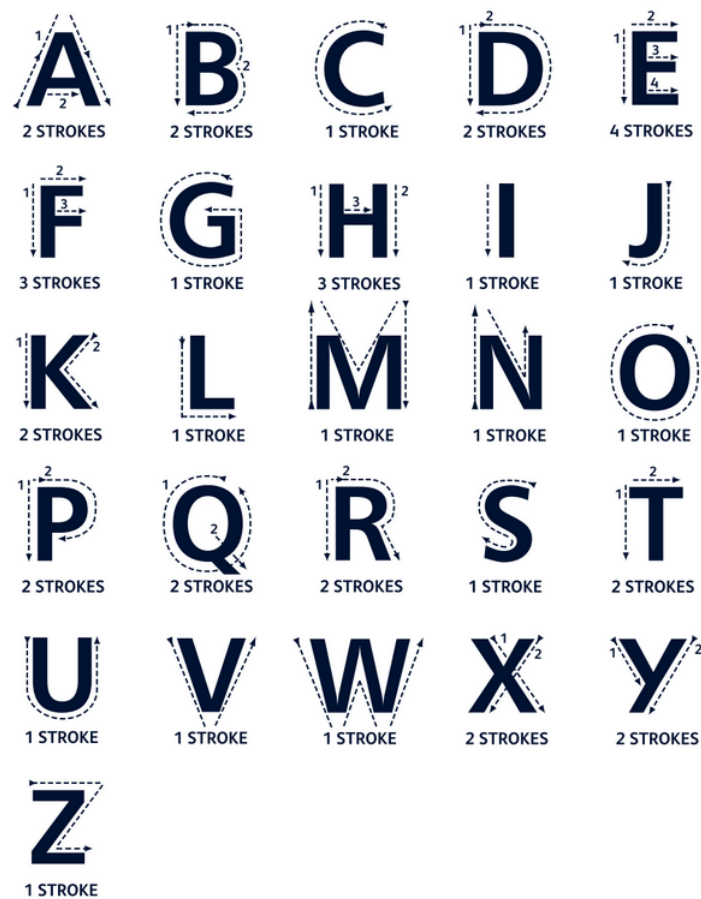 A B C D E
2 STROKES 2 STROKES 1 STROKE 2 STROKES 4 STROKES
F G H I J
3 STROKES 1 STROKE 3 STROKES 1 STROKE 1 STROKE
K L M N O
2 STROKES 1 STROKE 1 STROKE 1 STROKE 1 STROKE
P Q R S T
2 STROKES 2 STROKES 2 STROKES 1 STROKE 2 STROKES
U V W X Y
1 STROKE 1 STROKE 1 STROKE 2 STROKES 2 STROKES
Z
1 STROKE